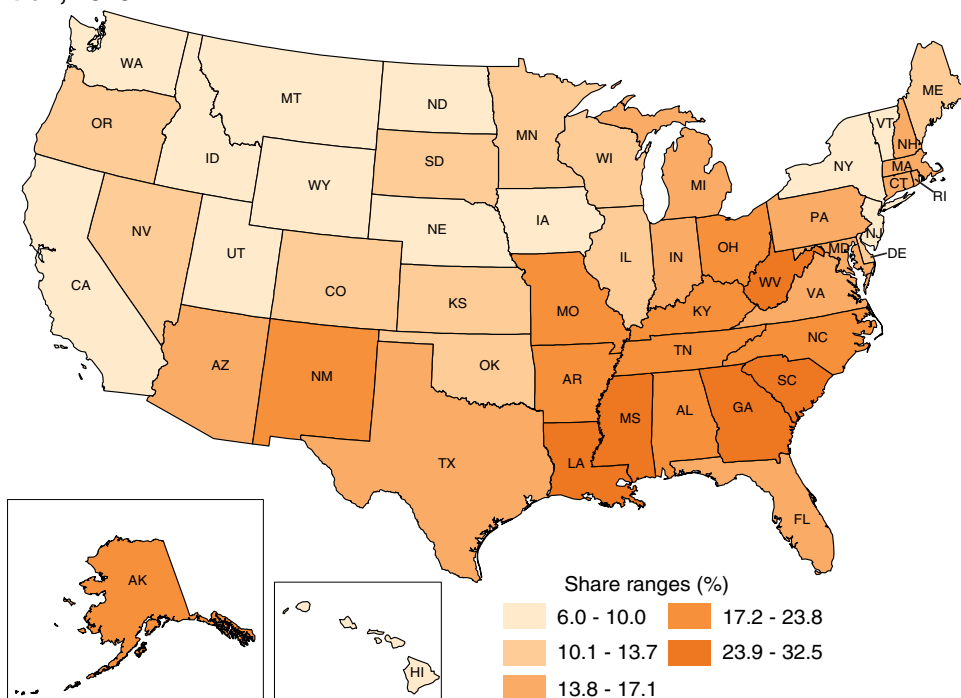 WA
MT
ND
MN
ME
VT
NH
OR
ID
SD
WI
NY
MA
CT
RI
WY
MI
NE
IA
PA
NJ
NV
UT
IL
IN
OH
MD
DE
CA
CO
KS
MO
WV
VA
KY
NC
TN
AZ
NM
OK
AR
SC
MS
AL
GA
TX
LA
FL
AK
HI
Share ranges (%)
6.0 - 10.0
10.1 - 13.7
13.8 - 17.1
17.2 - 23.8
23.9 - 32.5